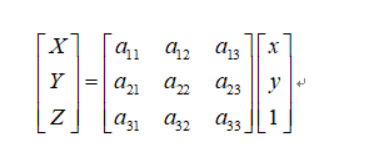 [X] = [a₁₁ a₁₂ a₁₃] [x]
[Y] = [a₂₁ a₂₂ a₂₃] [y]
[Z] = [a₃₁ a₃₂ a₃₃] [1] ↵